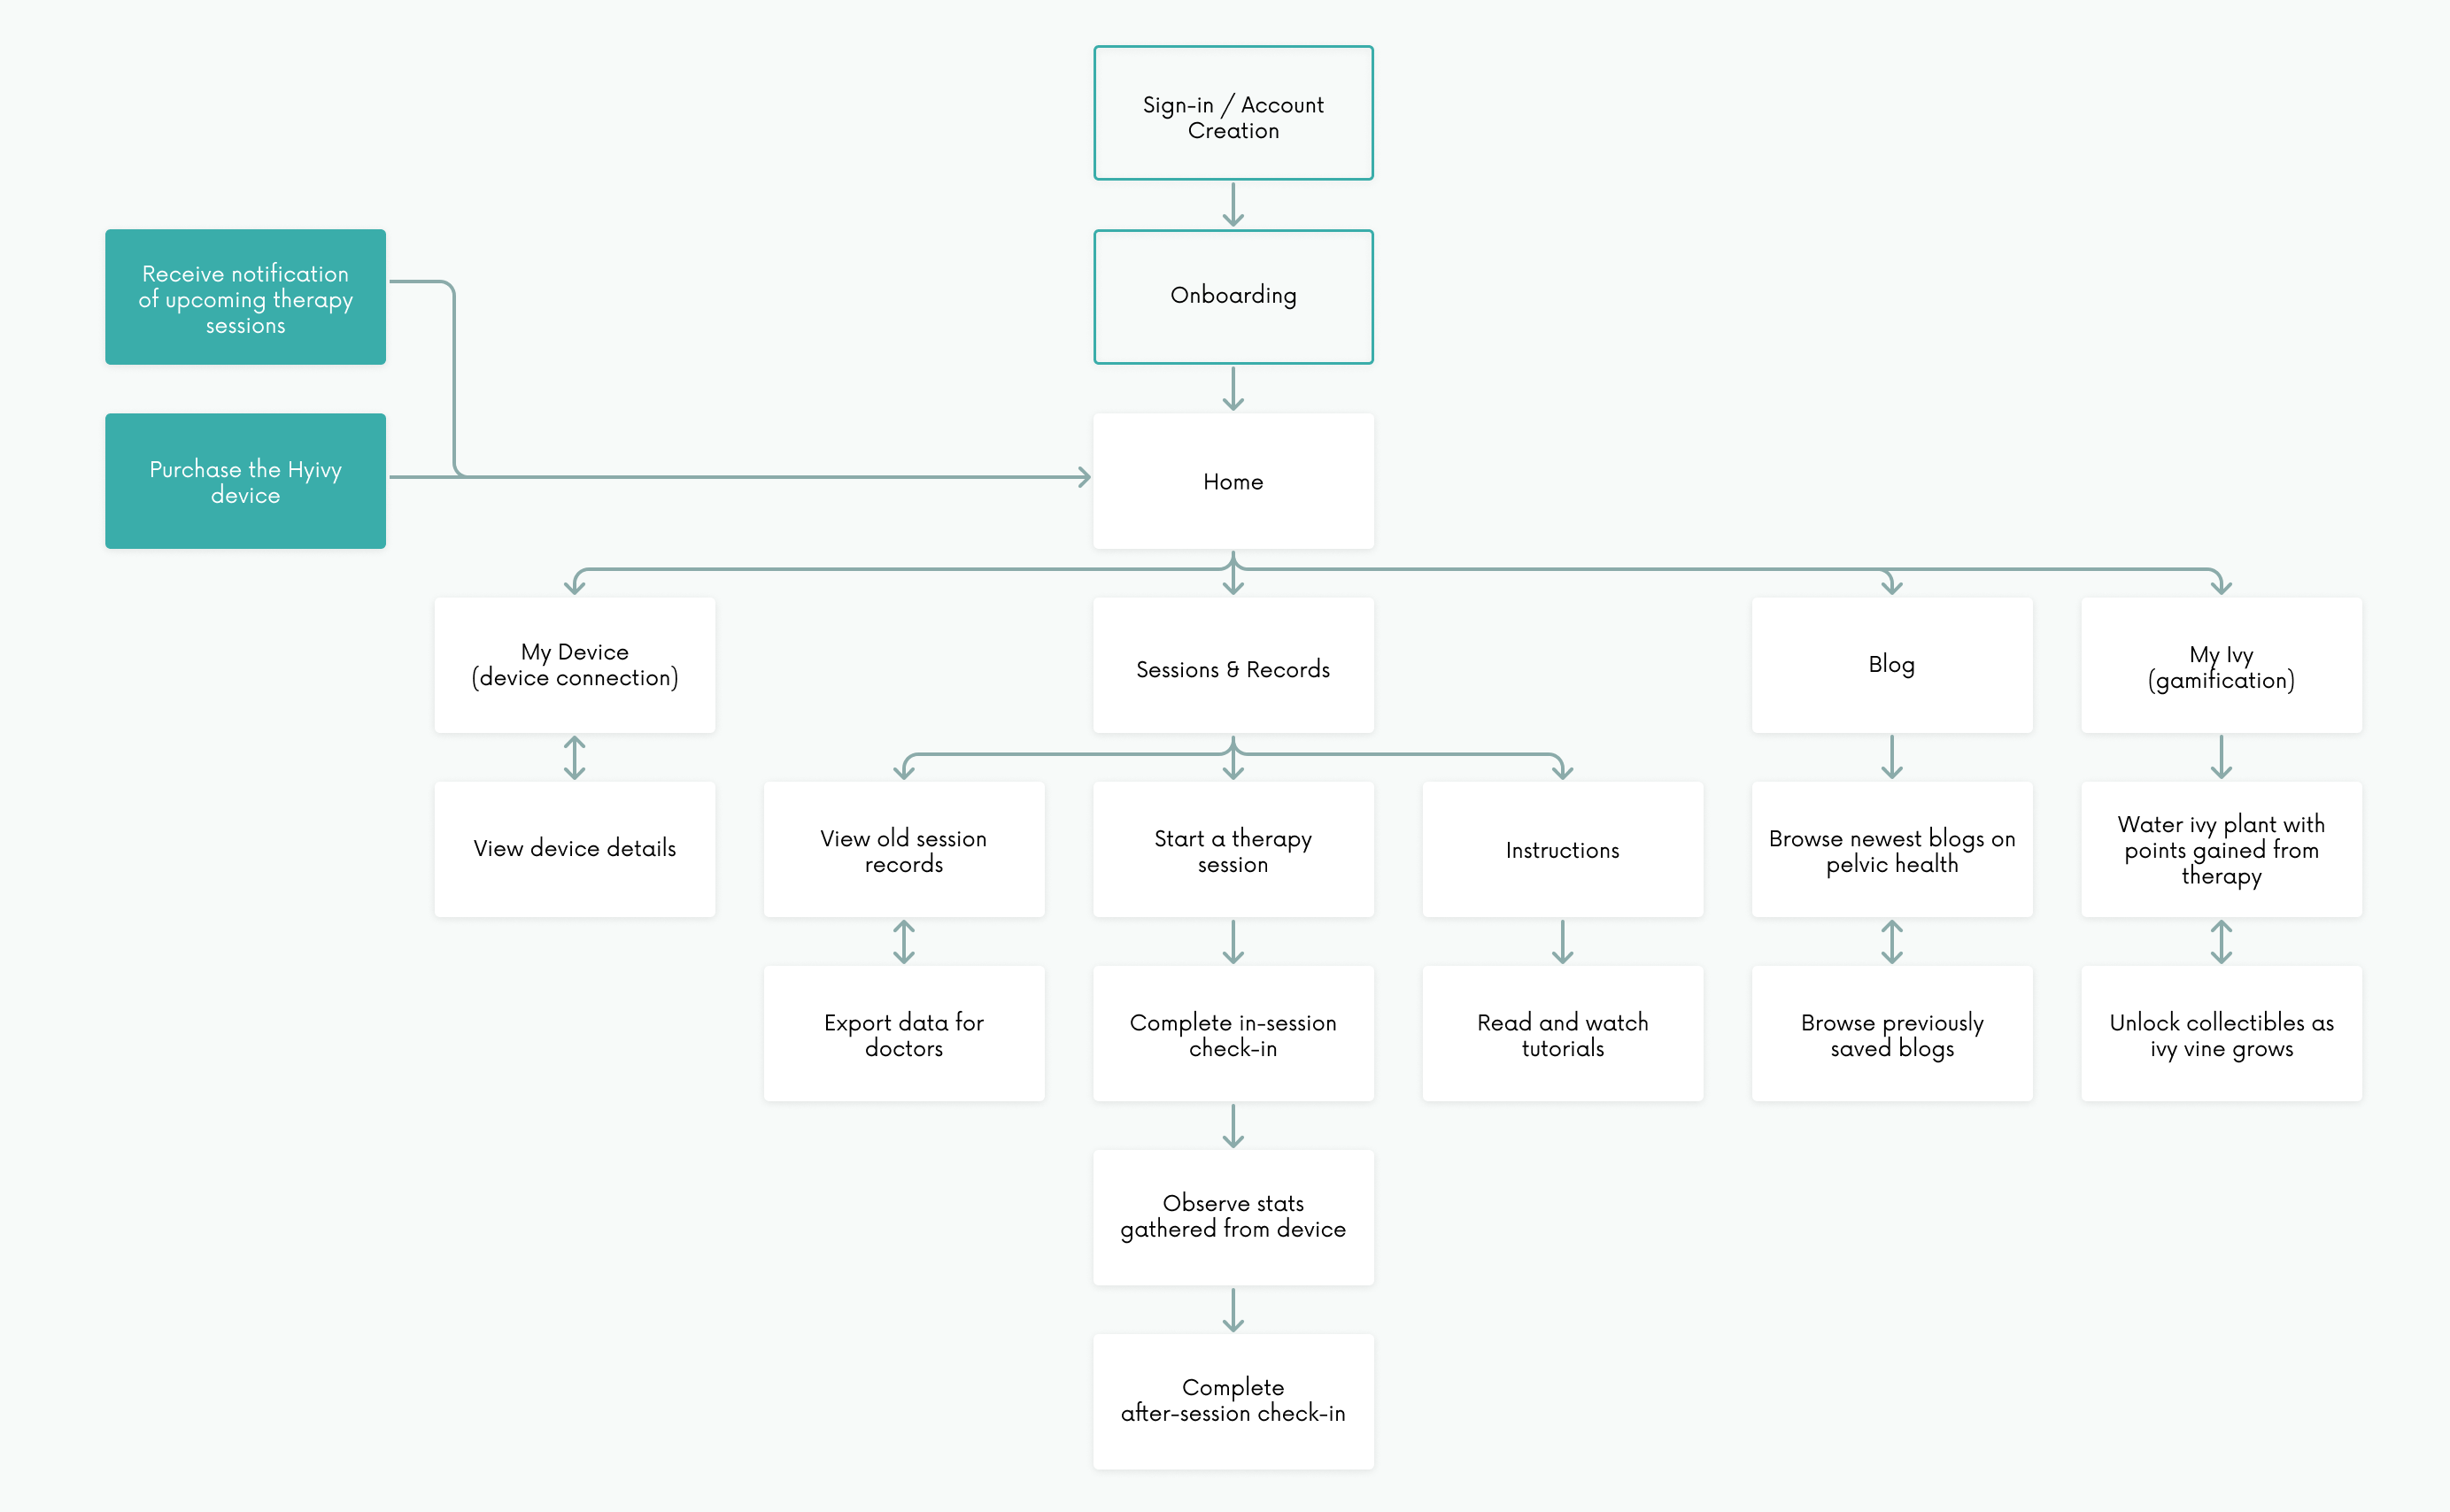 Sign-in / Account
Creation
Receive notification
of upcoming therapy
sessions
Onboarding
Purchase the Hyivy
device
Home
My Device
(device connection)
Sessions & Records
Blog
My Ivy
(gamification)
View device details
View old session
records
Start a therapy
session
Instructions
Browse newest blogs on
pelvic health
Water ivy plant with
points gained from
therapy
Export data for
doctors
Complete in-session
check-in
Read and watch
tutorials
Browse previously
saved blogs
Unlock collectibles as
ivy vine grows
Observe stats
gathered from device
Complete
after-session check-in